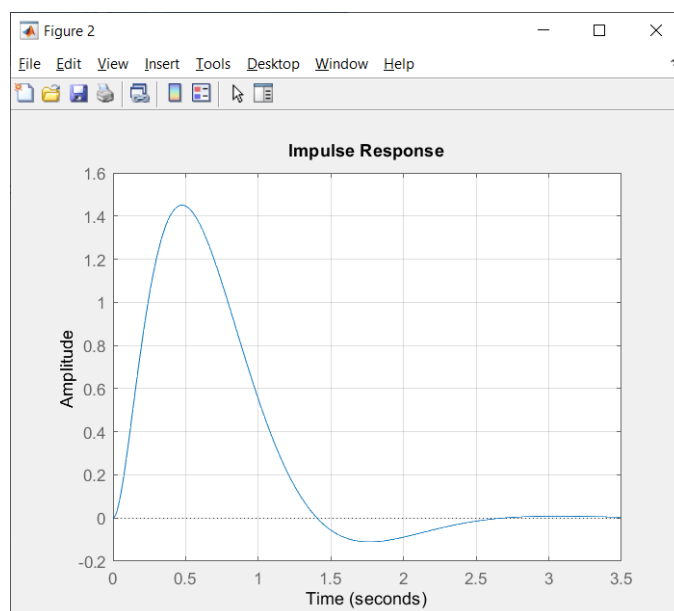 Figure 2
File Edit View Insert Tools Desktop Window Help
Impulse Response
1.6
1.4
1.2
1
0.8
0.6
0.4
0.2
0
-0.2
Amplitude
0 0.5 1 1.5 2 2.5 3 3.5
Time (seconds)